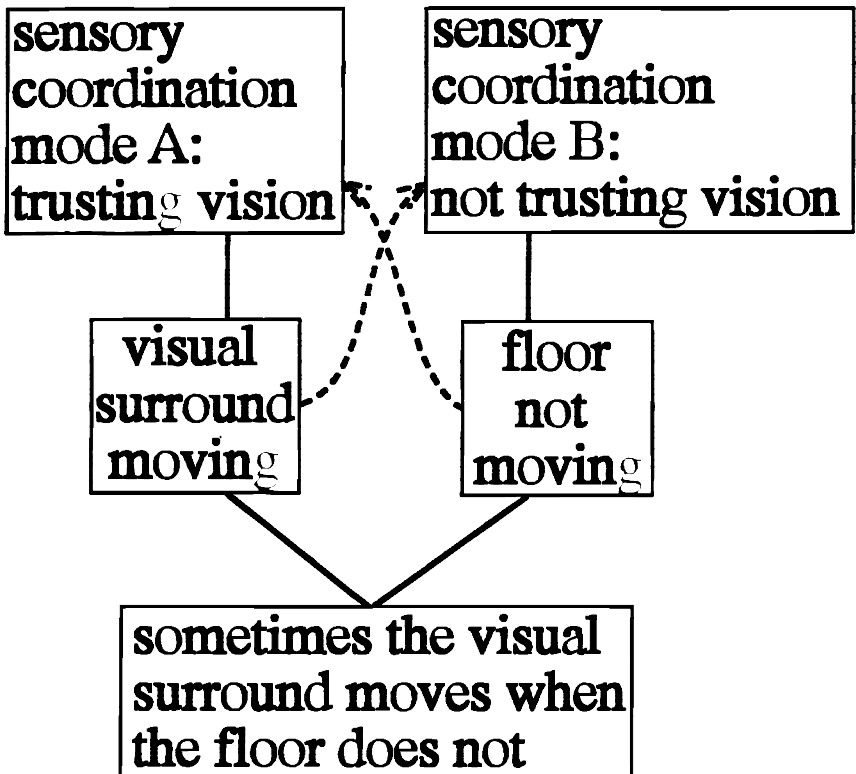 sensory
coordination
mode A:
trusting vision
sensory
coordination
mode B:
not trusting vision
visual
surround
moving
floor
not
moving
sometimes the visual
surround moves when
the floor does not